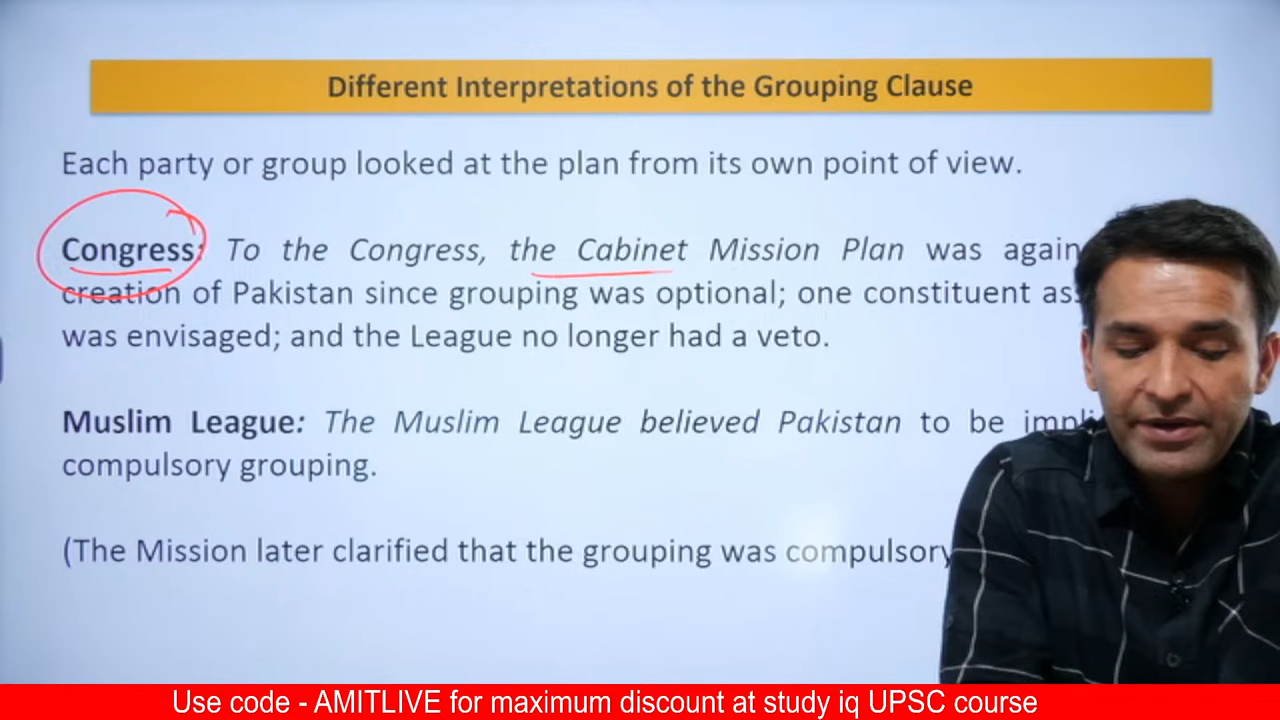 Different Interpretations of the Grouping Clause
Each party or group looked at the plan from its own point of view.
Congress: To the Congress, the Cabinet Mission Plan was again
creation of Pakistan since grouping was optional; one constituent ass
was envisaged; and the League no longer had a veto.
Muslim League: The Muslim League believed Pakistan to be impli
compulsory grouping.
(The Mission later clarified that the grouping was compulsory
Use code - AMITLIVE for maximum discount at study iq UPSC course